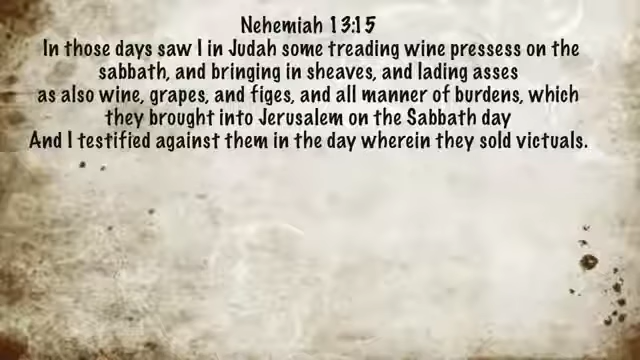 Nehemiah 13:15
In those days saw I in Judah some treading wine pressess on the
sabbath, and bringing in sheaves, and lading asses
as also wine, grapes, and figes, and all manner of burdens, which
they brought into Jerusalem on the Sabbath day
And I testified against them in the day wherein they sold victuals.